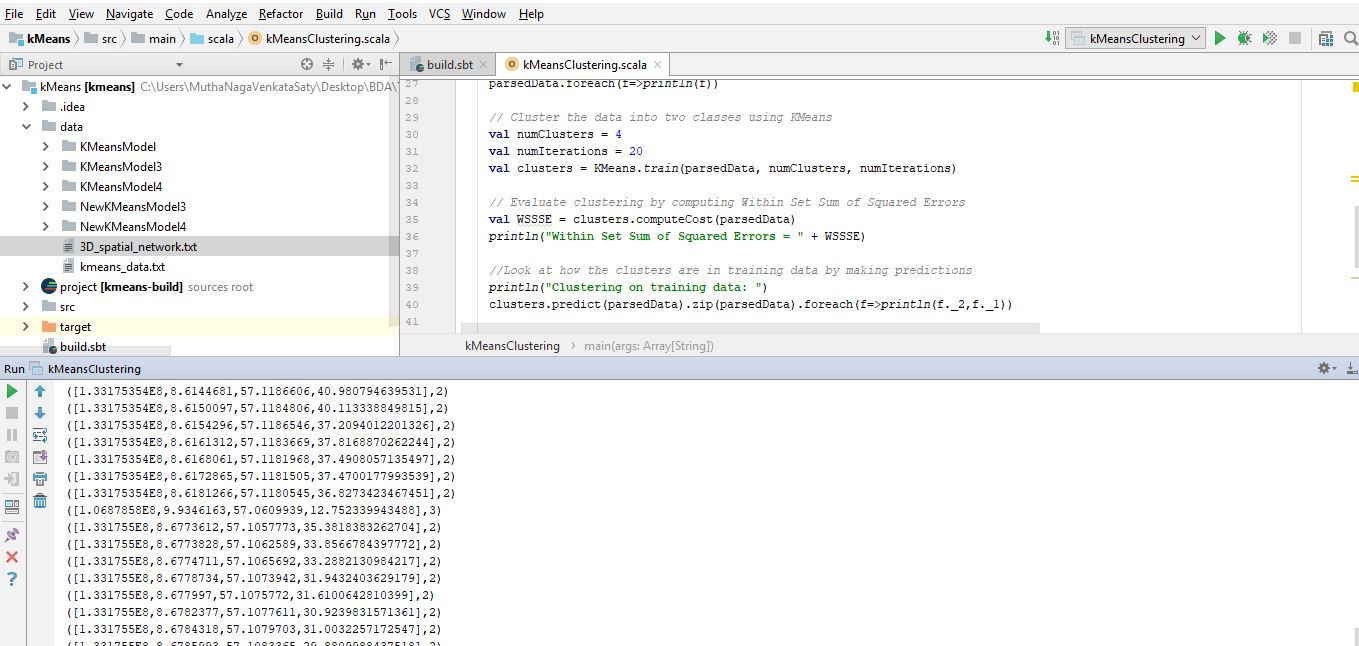 File Edit View Navigate Code Analyze Refactor Build Run Tools VCS Window Help
kMeans src main scala kMeansClustering.scala kMeansClustering
Project
build.sbt kMeansClustering.scala
kMeans [kmeans] C:\Users\MuthaNagaVenkataSaty\Desktop\BDA\
.idea
data
KMeansModel
KMeansModel3
KMeansModel4
NewKMeansModel3
NewKMeansModel4
3D_spatial_network.txt
kmeans_data.txt
project [kmeans-build] sources root
src
target
build.sbt
27 parsedData.foreach(f=>println(f))
28
29 // Cluster the data into two classes using KMeans
30 val numClusters = 4
31 val numIterations = 20
32 val clusters = KMeans.train(parsedData, numClusters, numIterations)
33
34 // Evaluate clustering by computing Within Set Sum of Squared Errors
35 val WSSSE = clusters.computeCost(parsedData)
36 println("Within Set Sum of Squared Errors = " + WSSSE)
37
38 //Look at how the clusters are in training data by making predictions
39 println("Clustering on training data: ")
40 clusters.predict(parsedData).zip(parsedData).foreach(f=>println(f._2,f._1))
41
kMeansClustering main(args: Array[String])
Run kMeansClustering
([1.33175354E8,8.6144681,57.1186606,40.980794639531],2)
([1.33175354E8,8.6150097,57.1184806,40.113338849815],2)
([1.33175354E8,8.6154296,57.1186546,37.2094012201326],2)
([1.33175354E8,8.6161312,57.1183669,37.8168870262244],2)
([1.33175354E8,8.6168061,57.1181968,37.4908057135497],2)
([1.33175354E8,8.6172865,57.1181505,37.4700177993539],2)
([1.33175354E8,8.6181266,57.1180545,36.8273423467451],2)
([1.0687858E8,9.9346163,57.0609939,12.752339943488],3)
([1.331755E8,8.6773612,57.1057773,35.3818383262704],2)
([1.331755E8,8.6773828,57.1062589,33.8566784397772],2)
([1.331755E8,8.6774711,57.1065692,33.2882130984217],2)
([1.331755E8,8.6778734,57.1073942,31.9432403629179],2)
([1.331755E8,8.677997,57.1075772,31.6100642810399],2)
([1.331755E8,8.6782377,57.1077611,30.9239831571361],2)
([1.331755E8,8.6784318,57.1079703,31.0032257172547],2)